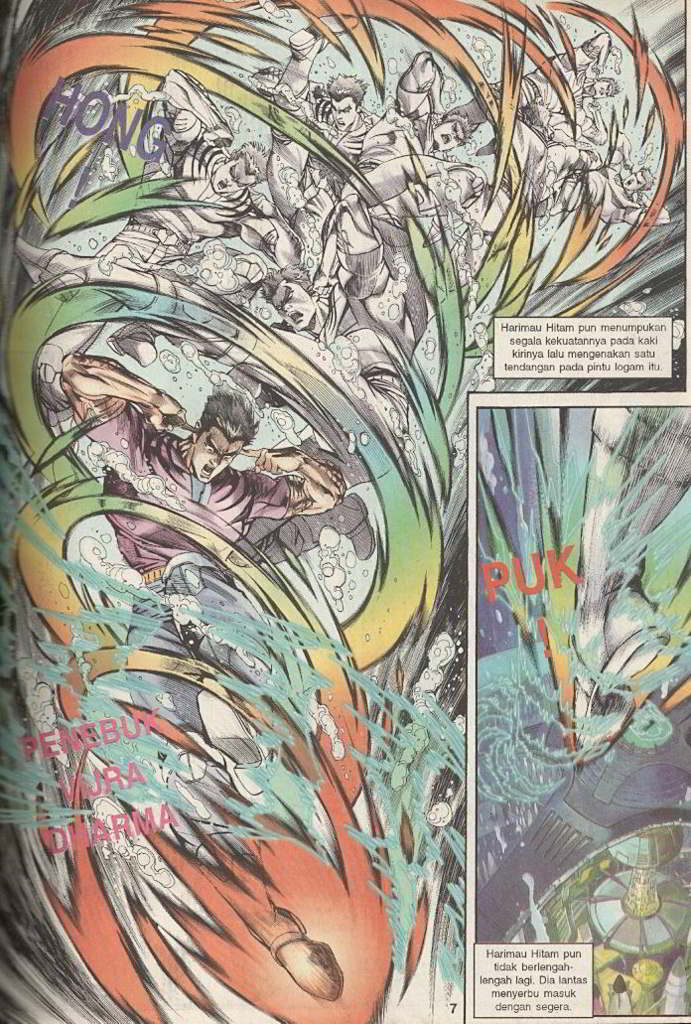 HONG
!
Harimau Hitam pun menumpukan
segala kekuatannya pada kaki
kirinya lalu mengenakan satu
tendangan pada pintu logam itu.
PUK
!
PENEBUK
VIJRA
DHARMA
Harimau Hitam pun
tidak berlengah-
lengah lagi. Dia lantas
menyerbu masuk
dengan segera.
7